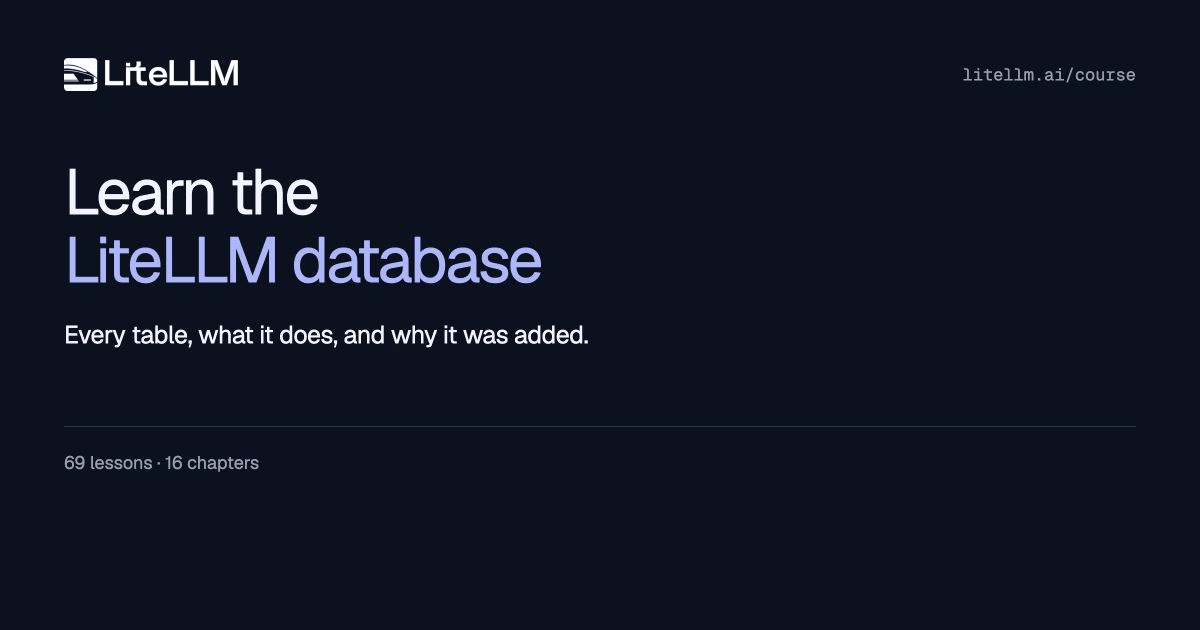 LiteLLM
litellm.ai/course
Learn the
LiteLLM database
Every table, what it does, and why it was added.
69 lessons · 16 chapters